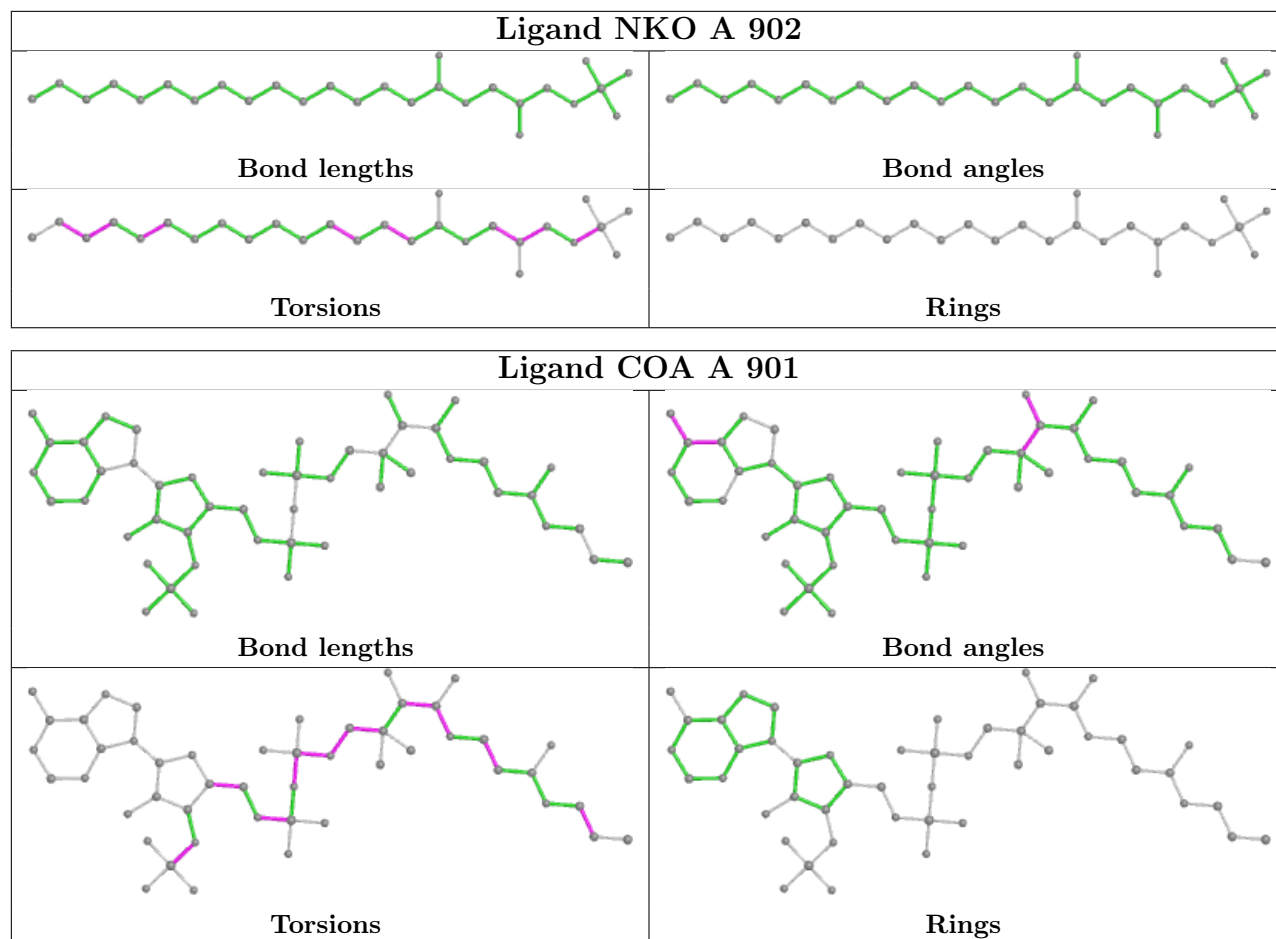 Ligand NKO A 902
Bond lengths
Bond angles
Torsions
Rings
Ligand COA A 901
Bond lengths
Bond angles
Torsions
Rings